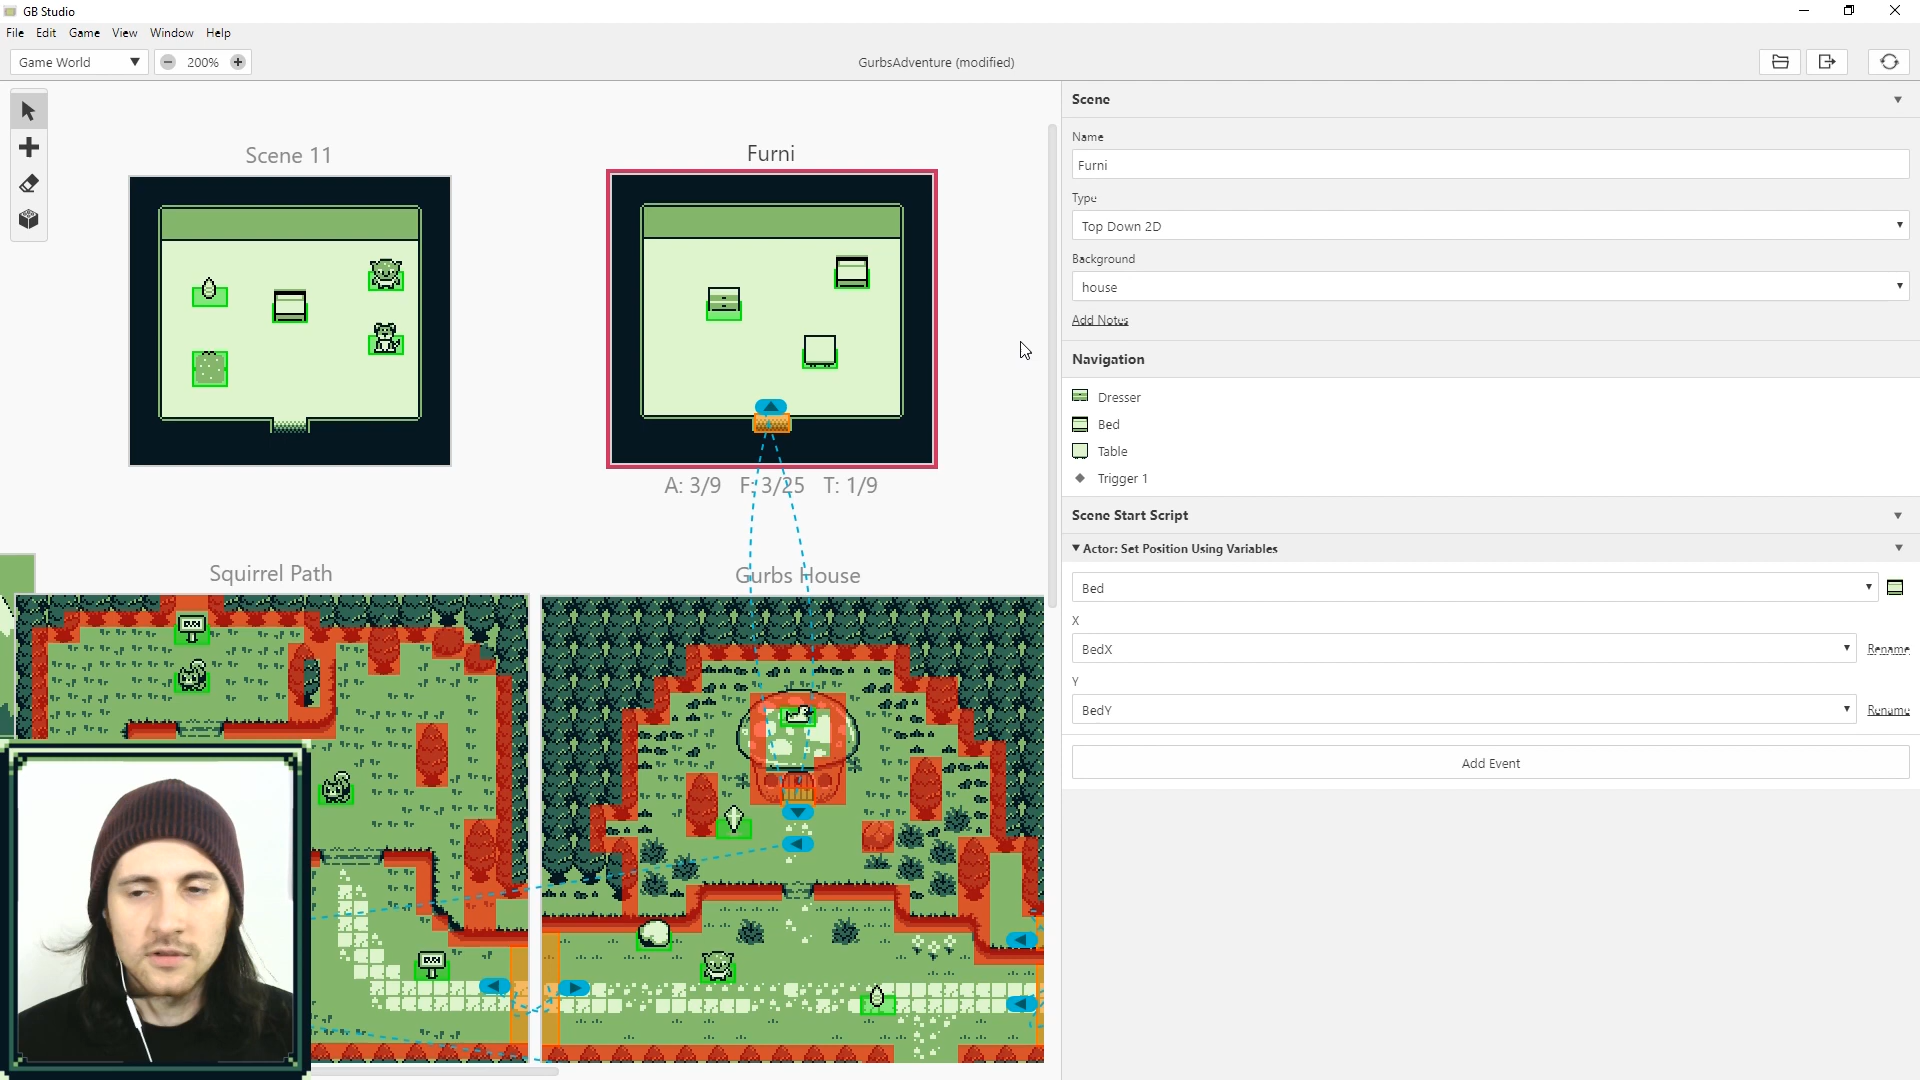 GB Studio
File Edit Game View Window Help
Game World
200%
GurbsAdventure (modified)
Scene 11
Furni
A: 3/9 F: 3/25 T: 1/9
Squirrel Path
Gurbs House
Scene
Name
Furni
Type
Top Down 2D
Background
house
Add Notes
Navigation
Dresser
Bed
Table
Trigger 1
Scene Start Script
Actor: Set Position Using Variables
Bed
X
BedX
Rename
Y
BedY
Rename
Add Event